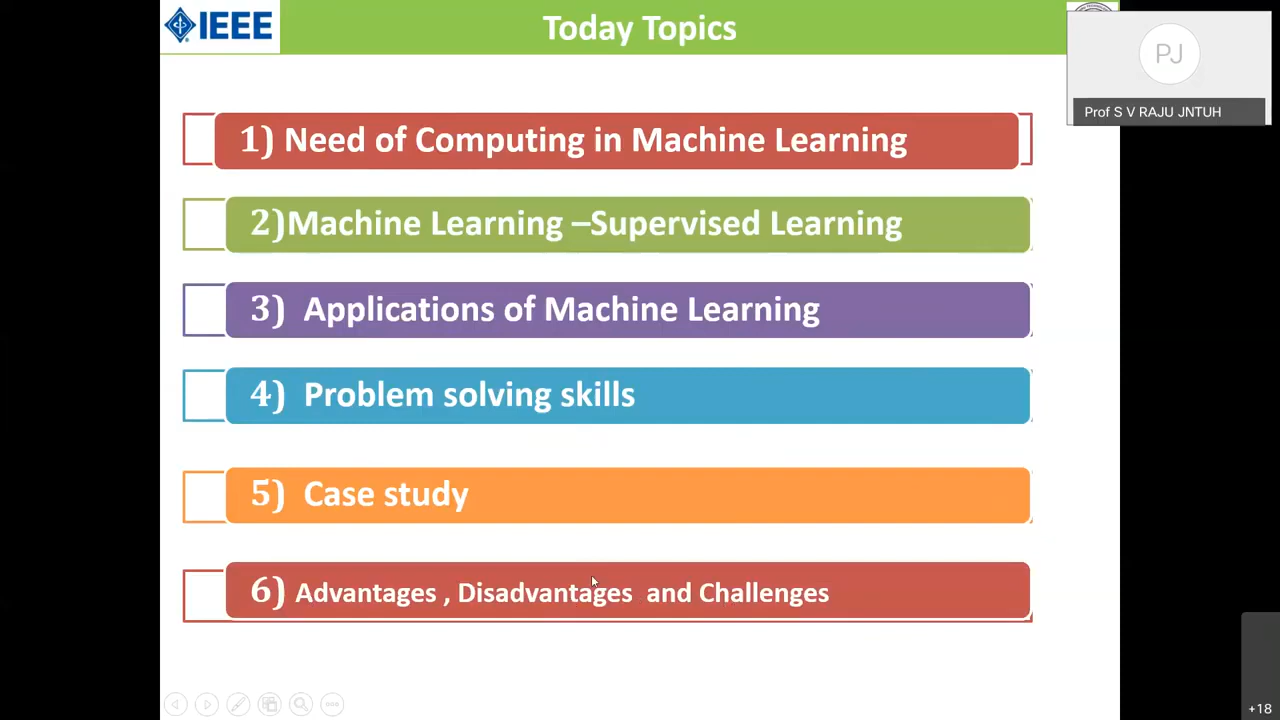 IEEE
Today Topics
PJ
Prof S V RAJU JNTUH
1) Need of Computing in Machine Learning
2)Machine Learning –Supervised Learning
3) Applications of Machine Learning
4) Problem solving skills
5) Case study
6) Advantages , Disadvantages and Challenges
+18